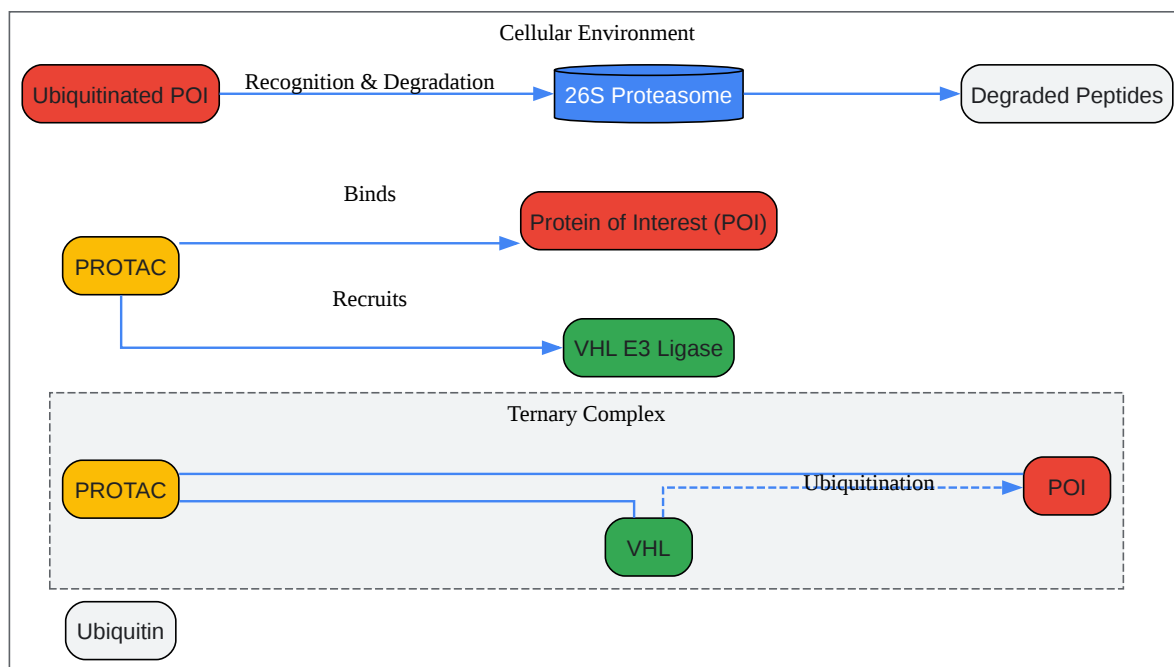 Cellular Environment
Ubiquitinated POI
Recognition & Degradation
26S Proteasome
Degraded Peptides
Binds
Protein of Interest (POI)
PROTAC
Recruits
VHL E3 Ligase
Ternary Complex
PROTAC
Ubiquitination
POI
VHL
Ubiquitin